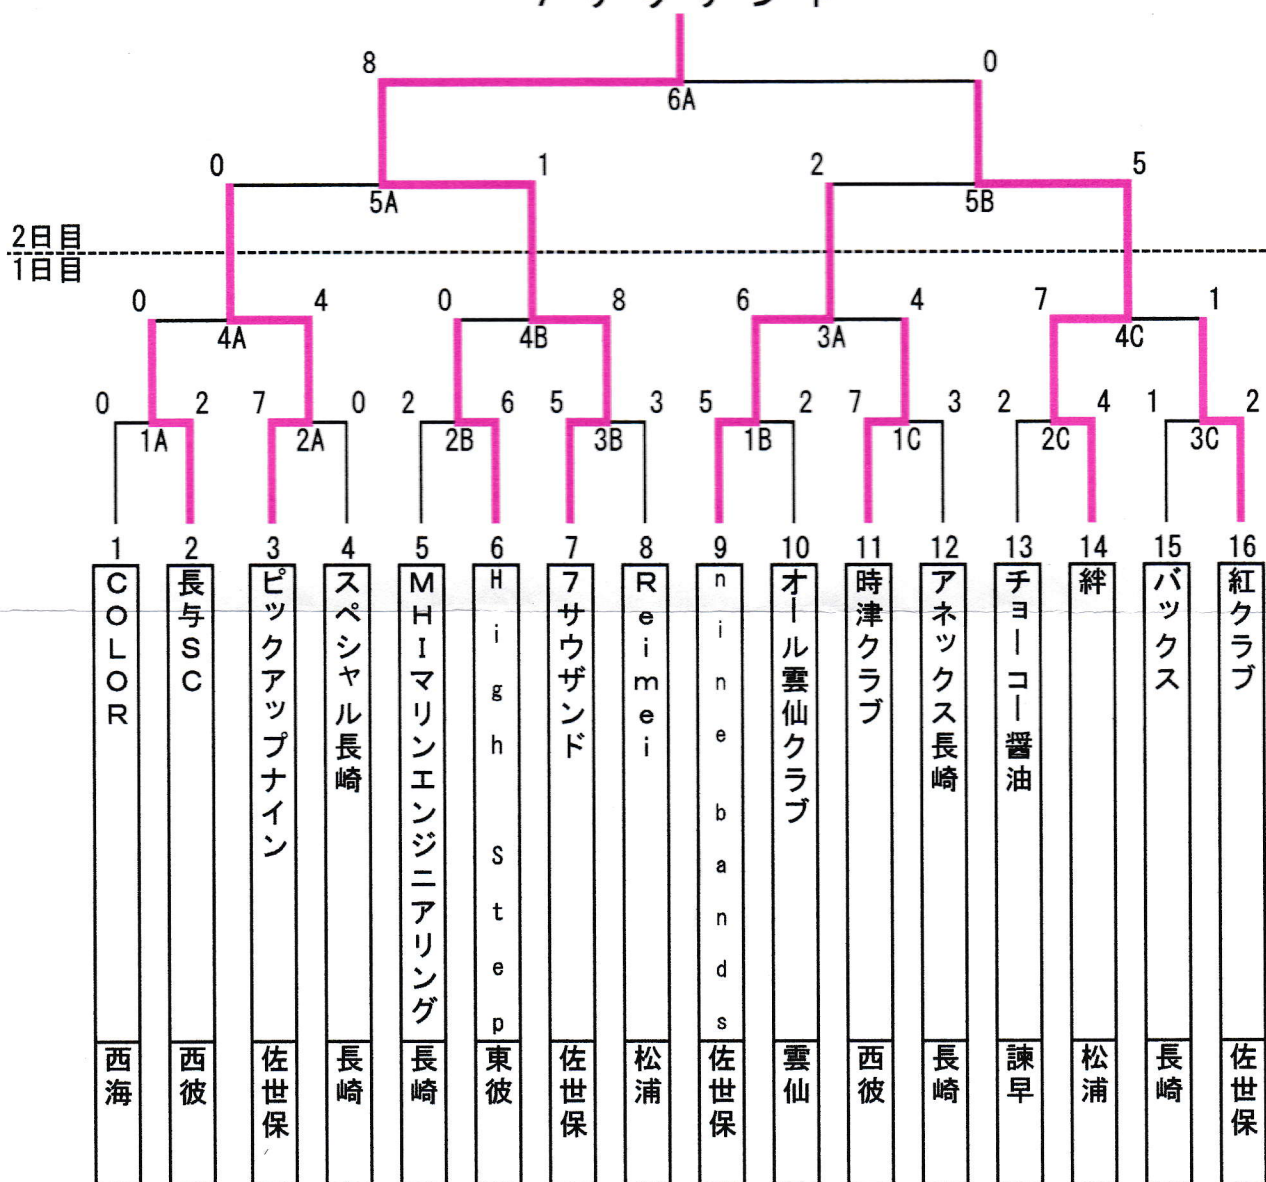 8 0
6A
0 1 2 5
5A 5B
2日目
1日目
0 4 0 8 6 4 7 1
4A 4B 3A 4C
0 2 7 0 2 6 5 3 5 2 7 3 2 4 1 2
1A 2A 2B 3B 1B 1C 2C 3C
1 2 3 4 5 6 7 8 9 10 11 12 13 14 15 16
COLOR
長与SC
ピックアップナイン
スペシャル長崎
MHIマリンエンジニアリング
High Step
7サウザンド
Reimei
nine bands
オール雲仙クラブ
時津クラブ
アネックス長崎
チョーコー醤油
絆
バックス
紅クラブ
西海
西彼
佐世保
長崎
長崎
東彼
佐世保
松浦
佐世保
雲仙
西彼
長崎
諫早
松浦
長崎
佐世保